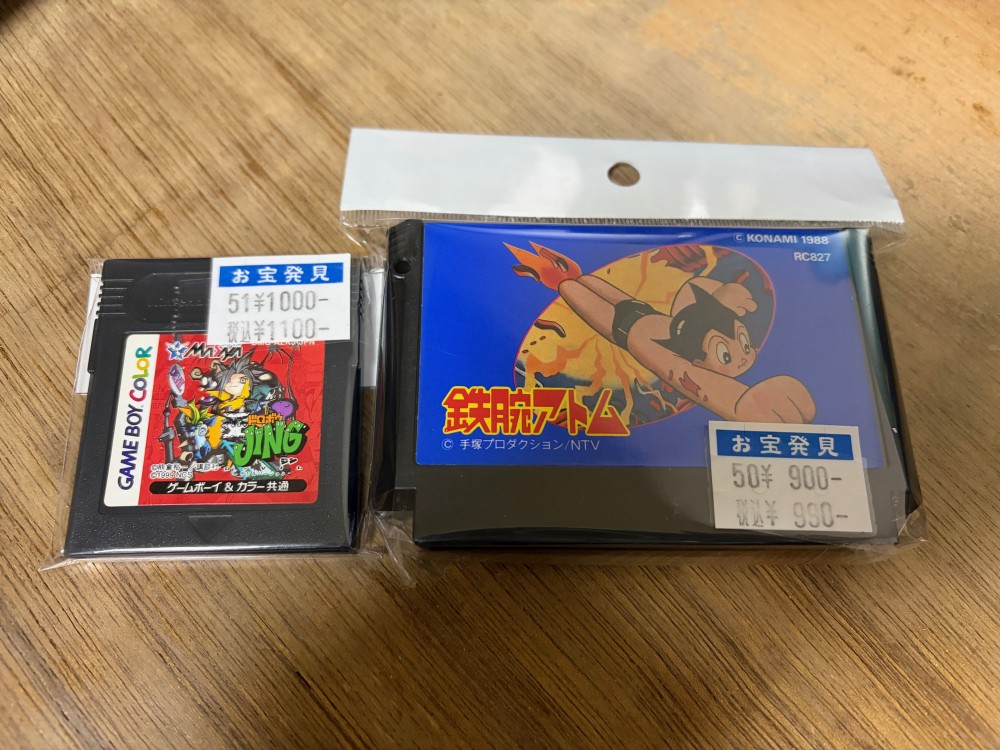 お宝発見
51¥1000-
税込¥1100-
GAME BOY COLOR
JING
ゲームボーイ&カラー共通
© KONAMI 1988
RC827
鉄腕アトム
© 手塚プロダクション/NTV
お宝発見
50¥ 900-
税込¥ 990-